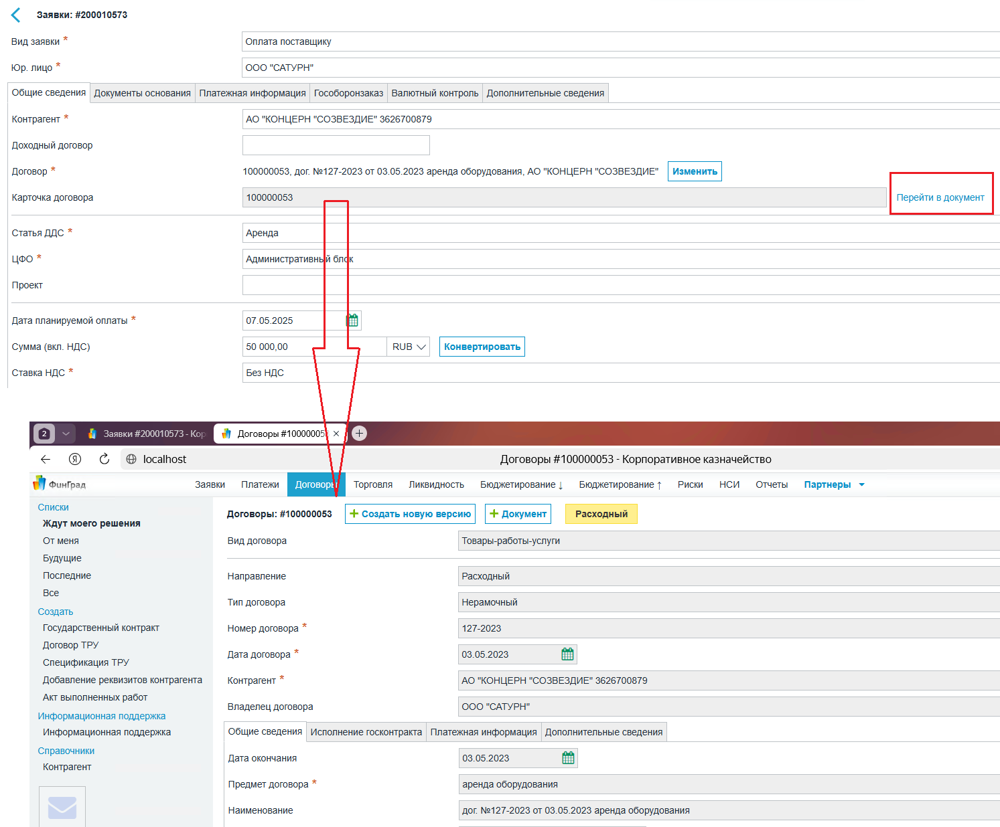 Заявки: #200010573
Вид заявки * Оплата поставщику
Юр. лицо * ООО "САТУРН"
Общие сведения Документы основания Платежная информация Гособоронзаказ Валютный контроль Дополнительные сведения
Контрагент * АО "КОНЦЕРН "СОЗВЕЗДИЕ" 3626700879
Доходный договор
Договор * 100000053, дог. №127-2023 от 03.05.2023 аренда оборудования, АО "КОНЦЕРН "СОЗВЕЗДИЕ" Изменить
Карточка договора 100000053 Перейти в документ
Статья ДДС * Аренда
ЦФО * Административный блок
Проект
Дата планируемой оплаты * 07.05.2025
Сумма (вкл. НДС) 50 000,00 RUB Конвертировать
Ставка НДС * Без НДС
2 Заявки #200010573 - Кор Договоры #100000053
localhost Договоры #100000053 - Корпоративное казначейство
ФинГрад Заявки Платежи Договоры Торговля Ликвидность Бюджетирование ↓ Бюджетирование ↑ Риски НСИ Отчеты Партнеры
Списки
Ждут моего решения
От меня
Будущие
Последние
Все
Создать
Государственный контракт
Договор ТРУ
Спецификация ТРУ
Добавление реквизитов контрагента
Акт выполненных работ
Информационная поддержка
Информационная поддержка
Справочники
Контрагент
Договоры: #100000053 + Создать новую версию + Документ Расходный
Вид договора Товары-работы-услуги
Направление Расходный
Тип договора Нерамочный
Номер договора * 127-2023
Дата договора * 03.05.2023
Контрагент * АО "КОНЦЕРН "СОЗВЕЗДИЕ" 3626700879
Владелец договора ООО "САТУРН"
Общие сведения Исполнение госконтракта Платежная информация Дополнительные сведения
Дата окончания 03.05.2023
Предмет договора * аренда оборудования
Наименование дог. №127-2023 от 03.05.2023 аренда оборудования